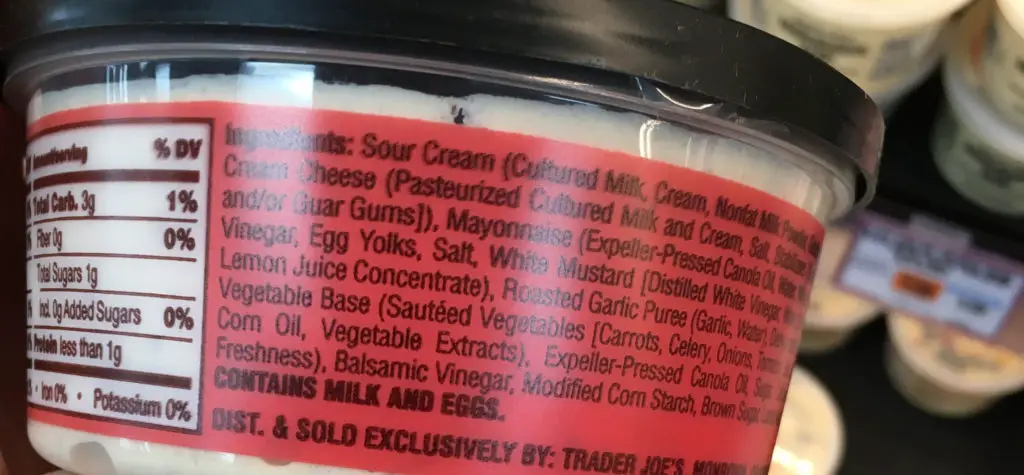 Amount/serving % DV
Total Carb. 3g 1%
Fiber 0g 0%
Total Sugars 1g
Incl. 0g Added Sugars 0%
Protein less than 1g
• Iron 0% • Potassium 0%
Ingredients: Sour Cream (Cultured Milk, Cream, Nonfat Milk
Cream Cheese (Pasteurized Cultured Milk and Cream, Salt,
and/or Guar Gums]), Mayonnaise (Expeller-Pressed Canola Oil,
Vinegar, Egg Yolks, Salt, White Mustard [Distilled White Vinegar,
Lemon Juice Concentrate), Roasted Garlic Puree (Garlic, Water),
Vegetable Base (Sautéed Vegetables [Carrots, Celery, Onions,
Corn Oil, Vegetable Extracts), Expeller-Pressed Canola Oil,
Freshness), Balsamic Vinegar, Modified Corn Starch, Brown Sugar
CONTAINS MILK AND EGGS.
DIST. & SOLD EXCLUSIVELY BY: TRADER JOE'S,